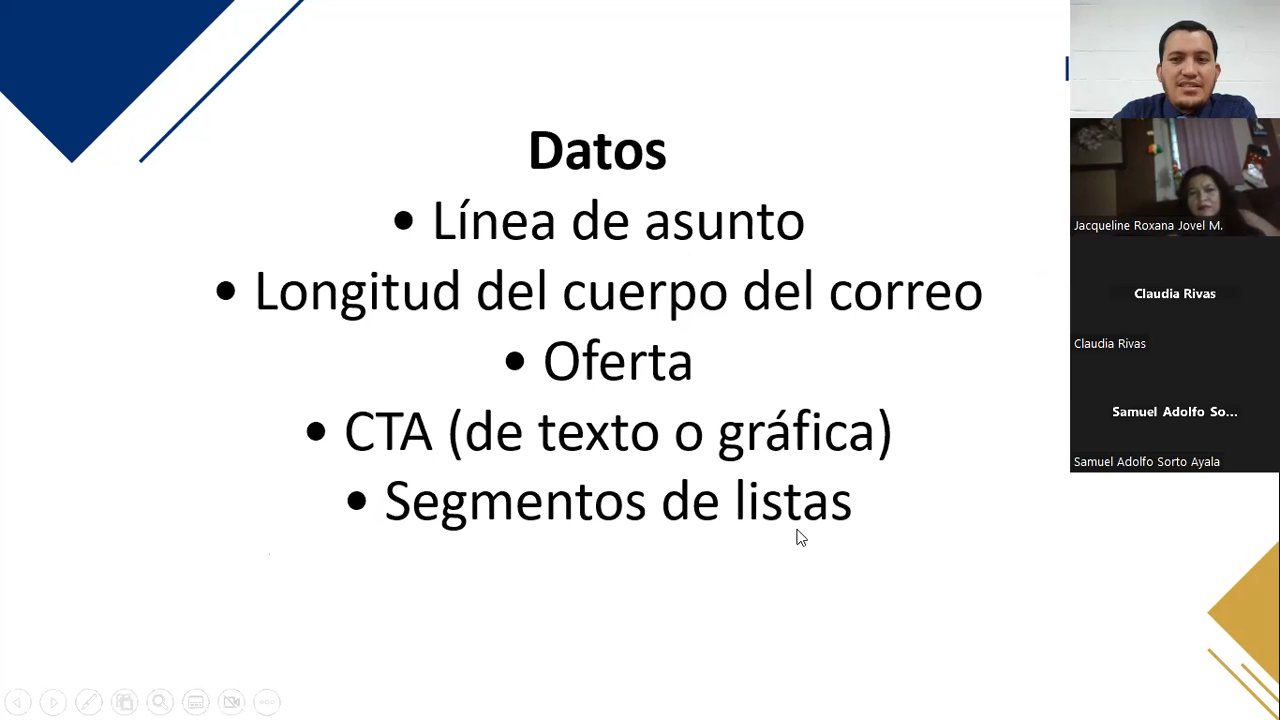 Datos
• Línea de asunto
• Longitud del cuerpo del correo
• Oferta
• CTA (de texto o gráfica)
• Segmentos de listas
Jacqueline Roxana Jovel M.
Claudia Rivas
Claudia Rivas
Samuel Adolfo So...
Samuel Adolfo Sorto Ayala